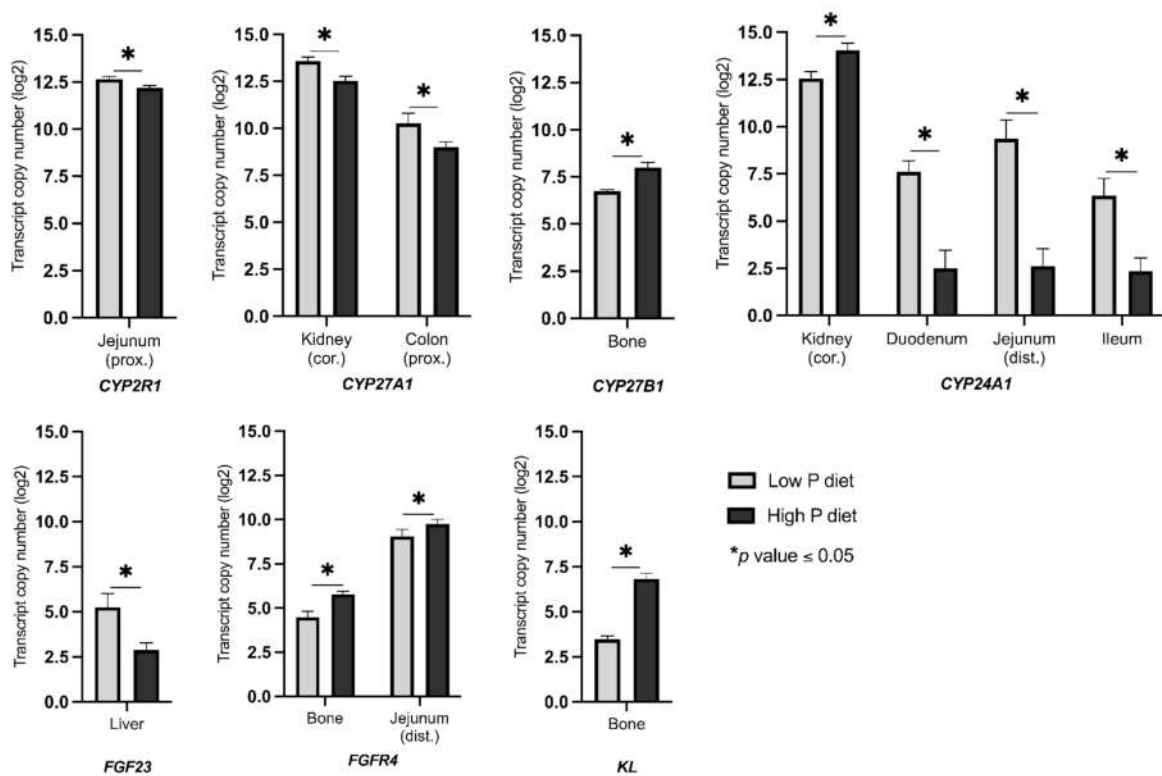 Transcript copy number (log2)
15.0
12.5
10.0
7.5
5.0
2.5
0.0
*
Jejunum
(prox.)
CYP2R1
Transcript copy number (log2)
15.0
12.5
10.0
7.5
5.0
2.5
0.0
*
*
Kidney
(cor.)
Colon
(prox.)
CYP27A1
Transcript copy number (log2)
15.0
12.5
10.0
7.5
5.0
2.5
0.0
*
Bone
CYP27B1
Transcript copy number (log2)
15.0
12.5
10.0
7.5
5.0
2.5
0.0
*
*
*
*
Kidney
(cor.)
Duodenum
Jejunum
(dist.)
Ileum
CYP24A1
Transcript copy number (log2)
15.0
12.5
10.0
7.5
5.0
2.5
0.0
*
Liver
FGF23
Transcript copy number (log2)
15.0
12.5
10.0
7.5
5.0
2.5
0.0
*
*
Bone
Jejunum
(dist.)
FGFR4
Transcript copy number (log2)
15.0
12.5
10.0
7.5
5.0
2.5
0.0
*
Bone
KL
Low P diet
High P diet
*p value ≤ 0.05